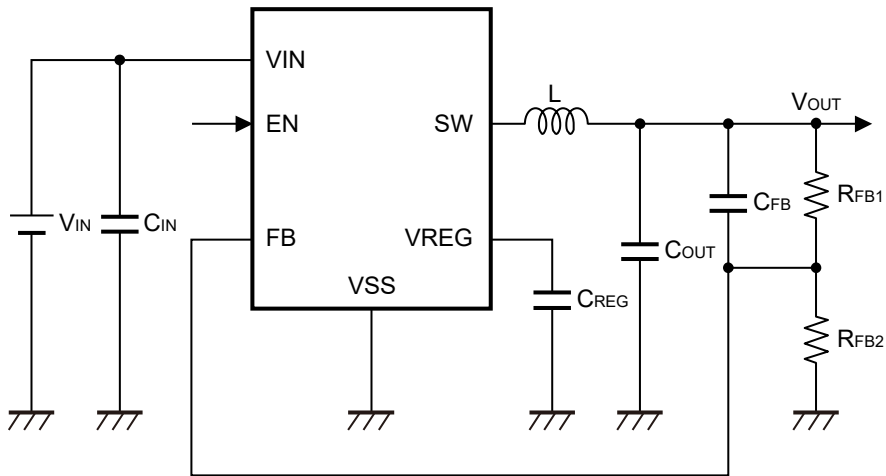 VIN
EN
SW
L
VOUT
VIN
CIN
FB
VREG
VSS
CREG
COUT
CFB
RFB1
RFB2